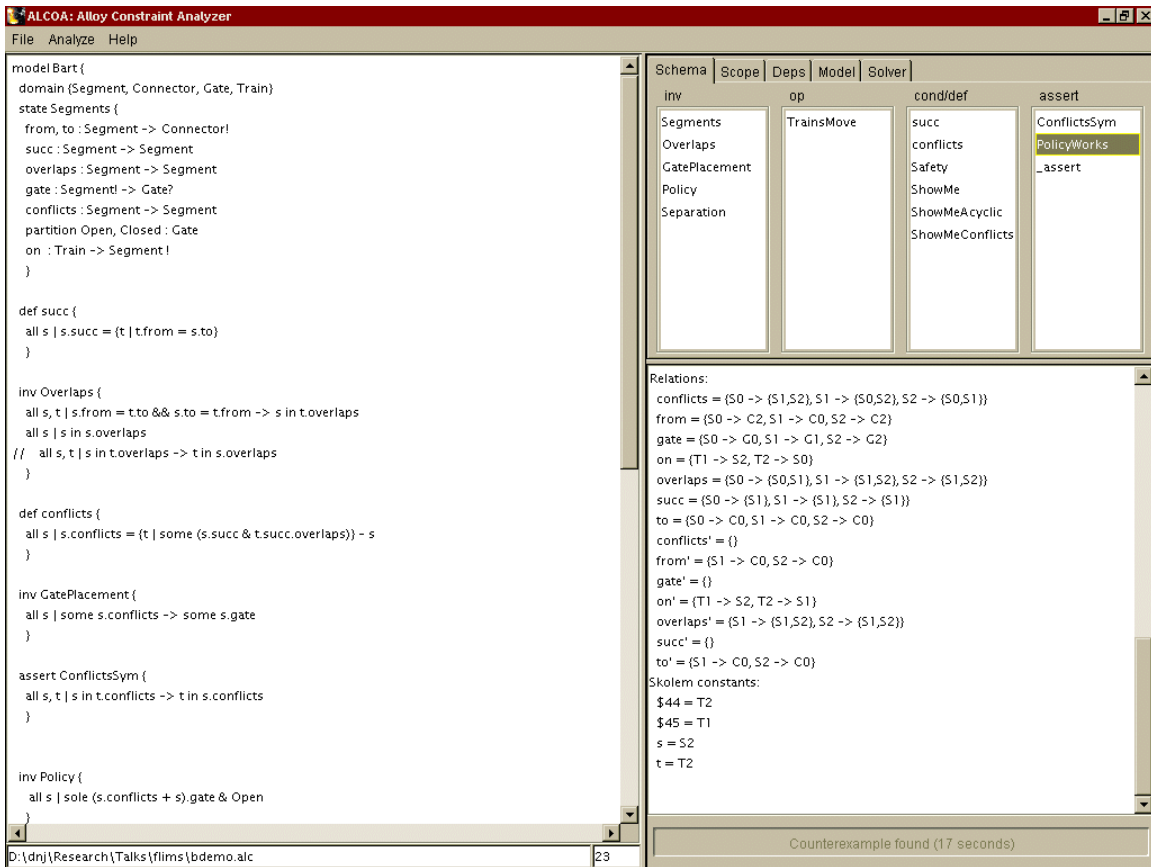 ALCOA: Alloy Constraint Analyzer
File Analyze Help
model Bart {
domain {Segment, Connector, Gate, Train}
state Segments {
from, to : Segment -> Connector!
succ : Segment -> Segment
overlaps : Segment -> Segment
gate : Segment! -> Gate?
conflicts : Segment -> Segment
partition Open, Closed : Gate
on : Train -> Segment !
}
def succ {
all s | s.succ = {t | t.from = s.to}
}
inv Overlaps {
all s, t | s.from = t.to && s.to = t.from -> s in t.overlaps
all s | s in s.overlaps
// all s, t | s in t.overlaps -> t in s.overlaps
}
def conflicts {
all s | s.conflicts = {t | some (s.succ & t.succ.overlaps)} - s
}
inv GatePlacement {
all s | some s.conflicts -> some s.gate
}
assert ConflictsSym {
all s, t | s in t.conflicts -> t in s.conflicts
}
inv Policy {
all s | sole (s.conflicts + s).gate & Open
}
D:\dnj\Research\Talks\flims\bdemo.alc
23
Schema Scope Deps Model Solver
inv op cond/def assert
Segments
Overlaps
GatePlacement
Policy
Separation
TrainsMove
succ
conflicts
Safety
ShowMe
ShowMeAcyclic
ShowMeConflicts
ConflictsSym
PolicyWorks
_assert
Relations:
conflicts = {S0 -> {S1,S2}, S1 -> {S0,S2}, S2 -> {S0,S1}}
from = {S0 -> C2, S1 -> C0, S2 -> C2}
gate = {S0 -> G0, S1 -> G1, S2 -> G2}
on = {T1 -> S2, T2 -> S0}
overlaps = {S0 -> {S0,S1}, S1 -> {S1,S2}, S2 -> {S1,S2}}
succ = {S0 -> {S1}, S1 -> {S1}, S2 -> {S1}}
to = {S0 -> C0, S1 -> C0, S2 -> C0}
conflicts' = {}
from' = {S1 -> C0, S2 -> C0}
gate' = {}
on' = {T1 -> S2, T2 -> S1}
overlaps' = {S1 -> {S1,S2}, S2 -> {S1,S2}}
succ' = {}
to' = {S1 -> C0, S2 -> C0}
Skolem constants:
$44 = T2
$45 = T1
s = S2
t = T2
Counterexample found (17 seconds)